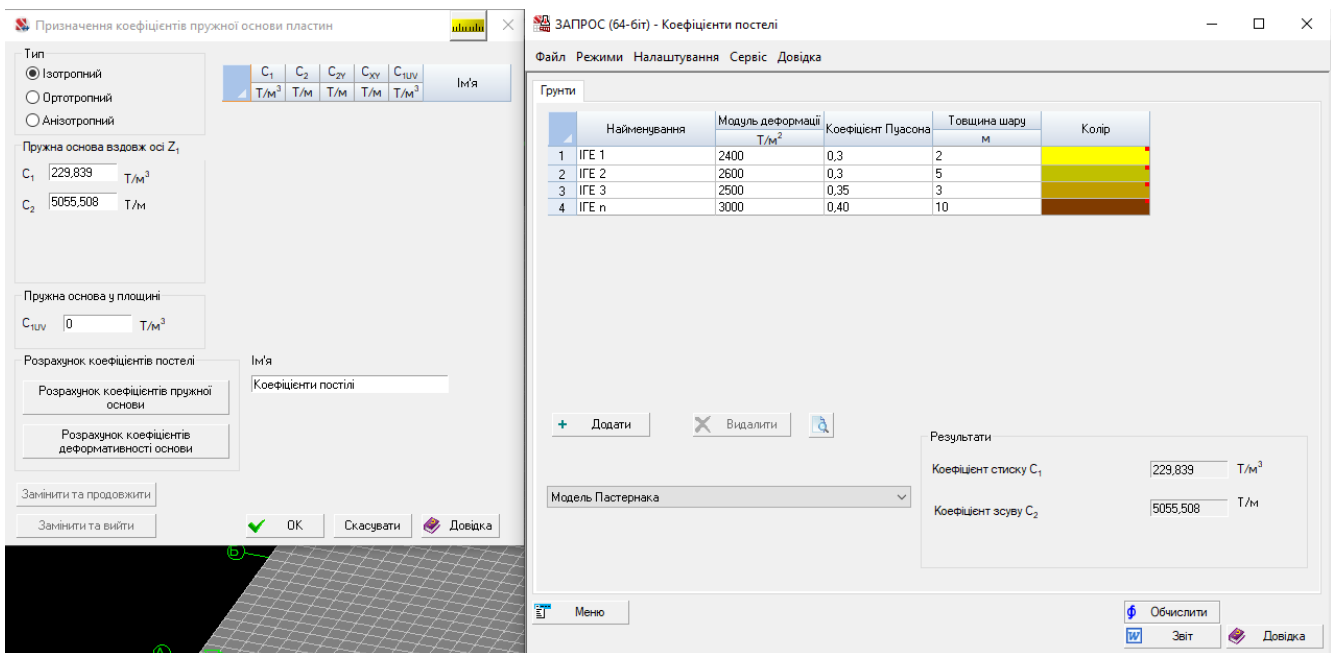 Призначення коефіцієнтів пружної основи пластин
Тип
Ізотропний
Ортотропний
Анізотропний
C1 C2 C2Y CXY C1UV Ім'я
Т/м3 Т/м Т/м Т/м Т/м3
Пружна основа вздовж осі Z1
C1 229,839 Т/м3
C2 5055,508 Т/м
Пружна основа у площині
C1UV 0 Т/м3
Розрахунок коефіцієнтів постелі
Розрахунок коефіцієнтів пружної
основи
Розрахунок коефіцієнтів
деформативності основи
Ім'я
Коефіцієнти постілі
Замінити та продовжити
Замінити та вийти
OK Скасувати Довідка
Б
А
ЗАПРОС (64-біт) - Коефіцієнти постелі
Файл Режими Налаштування Сервіс Довідка
Грунти
Найменування Модуль деформації Коефіцієнт Пуасона Товщина шару Колір
Т/м2 м
1 ІГЕ 1 2400 0,3 2
2 ІГЕ 2 2600 0,3 5
3 ІГЕ 3 2500 0,35 3
4 ІГЕ n 3000 0,40 10
+ Додати Видалити
Модель Пастернака
Результати
Коефіцієнт стиску C1 229,839 Т/м3
Коефіцієнт зсуву C2 5055,508 Т/м
Меню
Обчислити
Звіт Довідка